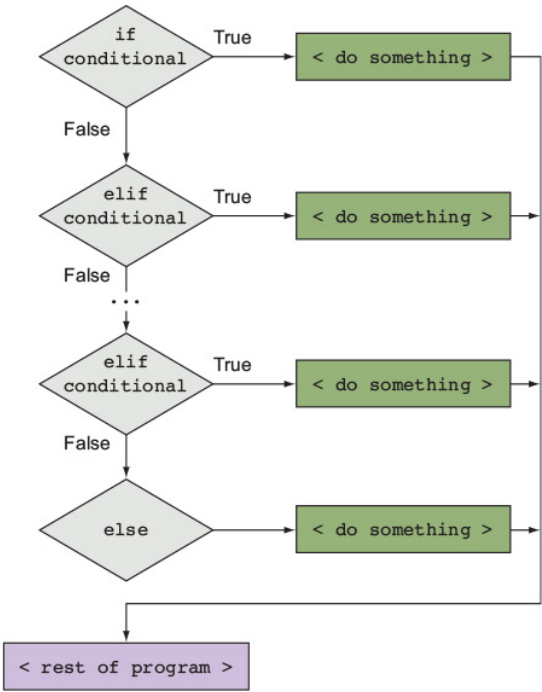 if
conditional
True
< do something >
False
elif
conditional
True
< do something >
False
...
elif
conditional
True
< do something >
False
else
< do something >
< rest of program >